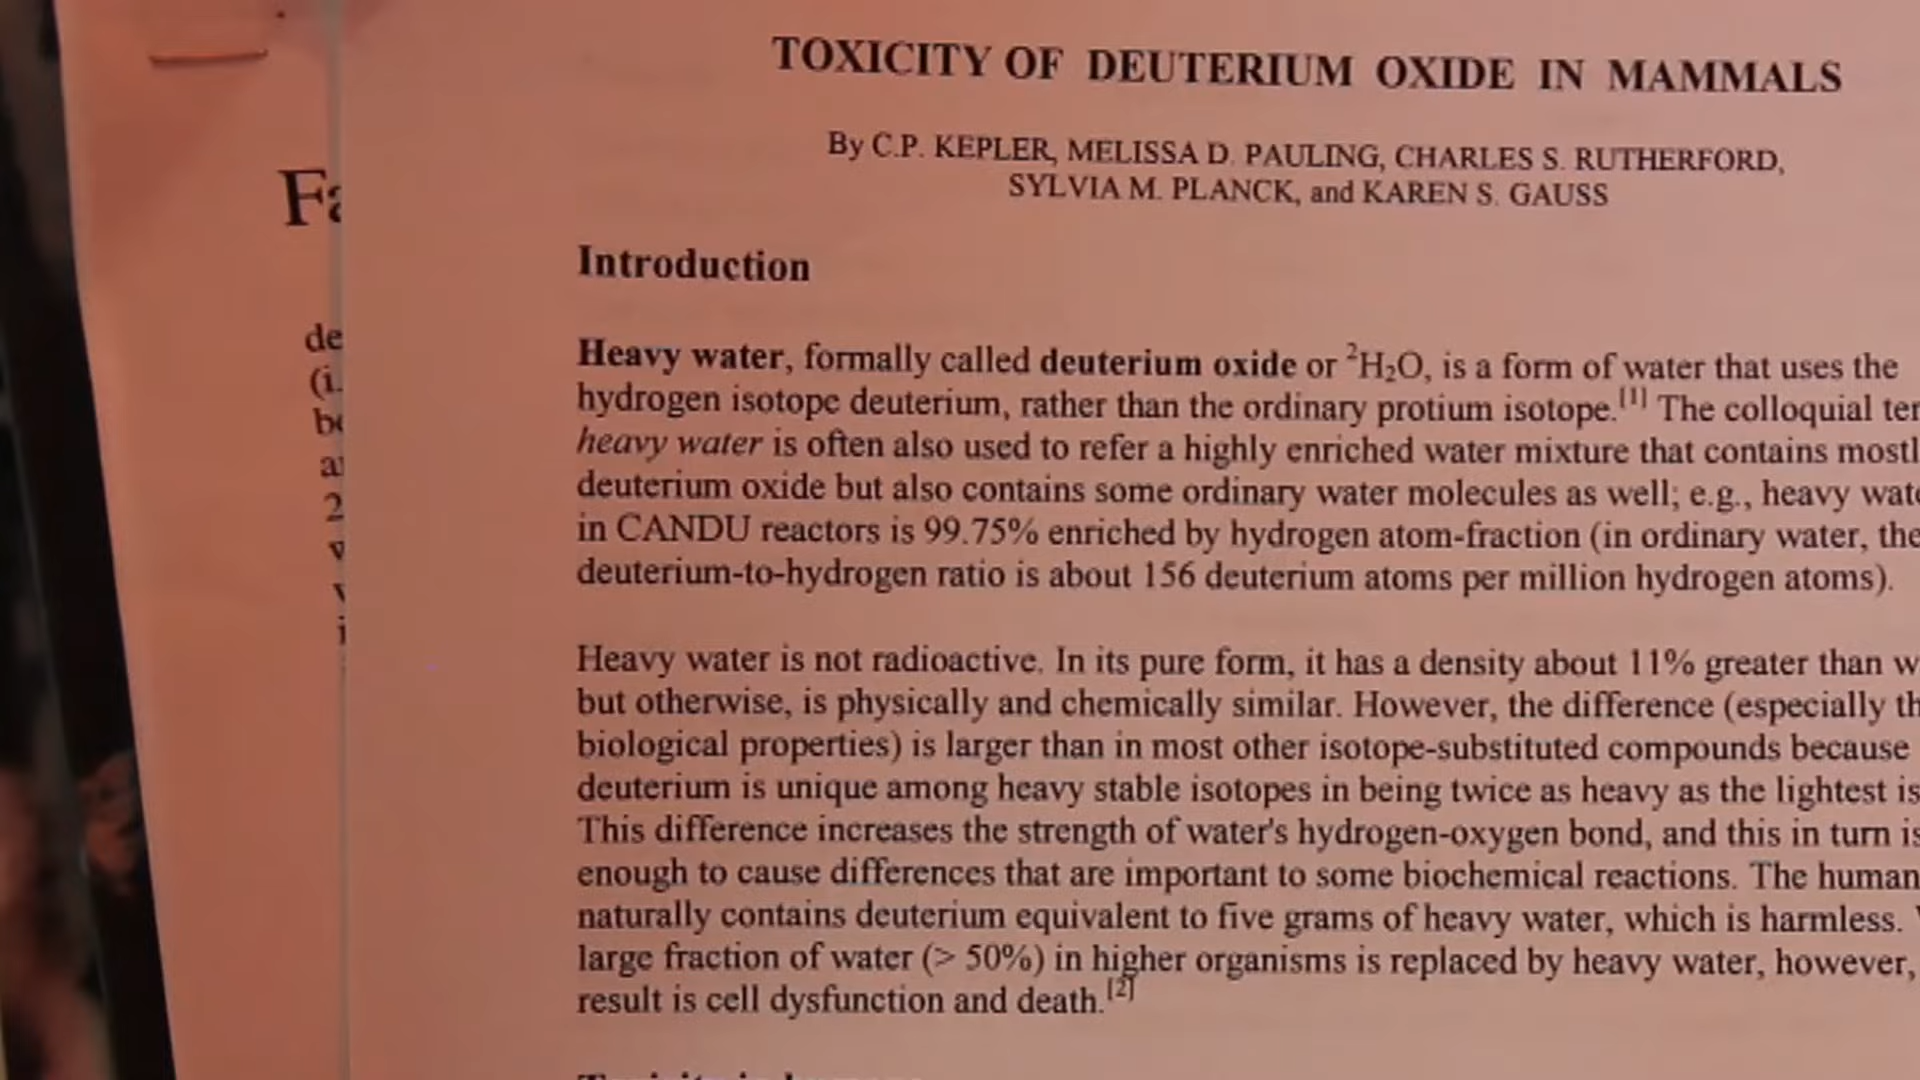 TOXICITY OF DEUTERIUM OXIDE IN MAMMALS
By C.P. KEPLER, MELISSA D. PAULING, CHARLES S. RUTHERFORD,
SYLVIA M. PLANCK, and KAREN S. GAUSS
Introduction
Heavy water, formally called deuterium oxide or ²H₂O, is a form of water that uses the
hydrogen isotope deuterium, rather than the ordinary protium isotope.[1] The colloquial
heavy water is often also used to refer a highly enriched water mixture that contains
deuterium oxide but also contains some ordinary water molecules as well; e.g., heavy
in CANDU reactors is 99.75% enriched by hydrogen atom-fraction (in ordinary water, the
deuterium-to-hydrogen ratio is about 156 deuterium atoms per million hydrogen atoms).
Heavy water is not radioactive. In its pure form, it has a density about 11% greater than
but otherwise, is physically and chemically similar. However, the difference (especially
biological properties) is larger than in most other isotope-substituted compounds because
deuterium is unique among heavy stable isotopes in being twice as heavy as the lightest
This difference increases the strength of water's hydrogen-oxygen bond, and this in turn is
enough to cause differences that are important to some biochemical reactions. The human
naturally contains deuterium equivalent to five grams of heavy water, which is harmless.
large fraction of water (> 50%) in higher organisms is replaced by heavy water, however,
result is cell dysfunction and death.[2]